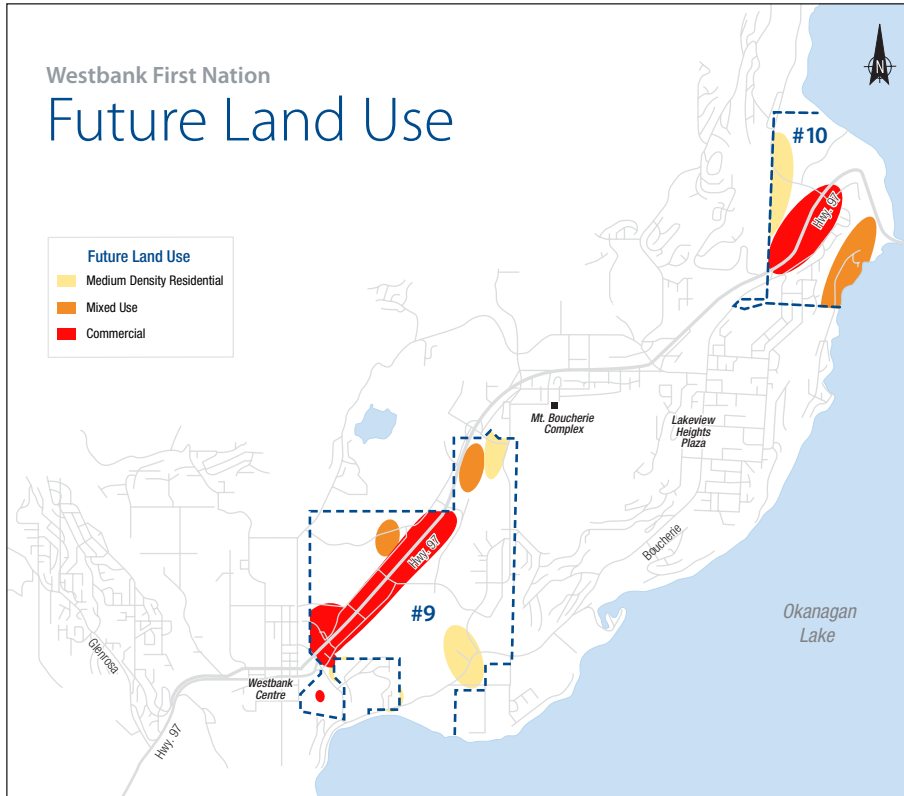 Westbank First Nation
Future Land Use
N
#10
Hwy. 97
Future Land Use
Medium Density Residential
Mixed Use
Commercial
Mt. Boucherie
Complex
Lakeview
Heights
Plaza
Hwy. 97
Boucherie
#9
Okanagan
Lake
Glenrosa
Westbank
Centre
Hwy. 97